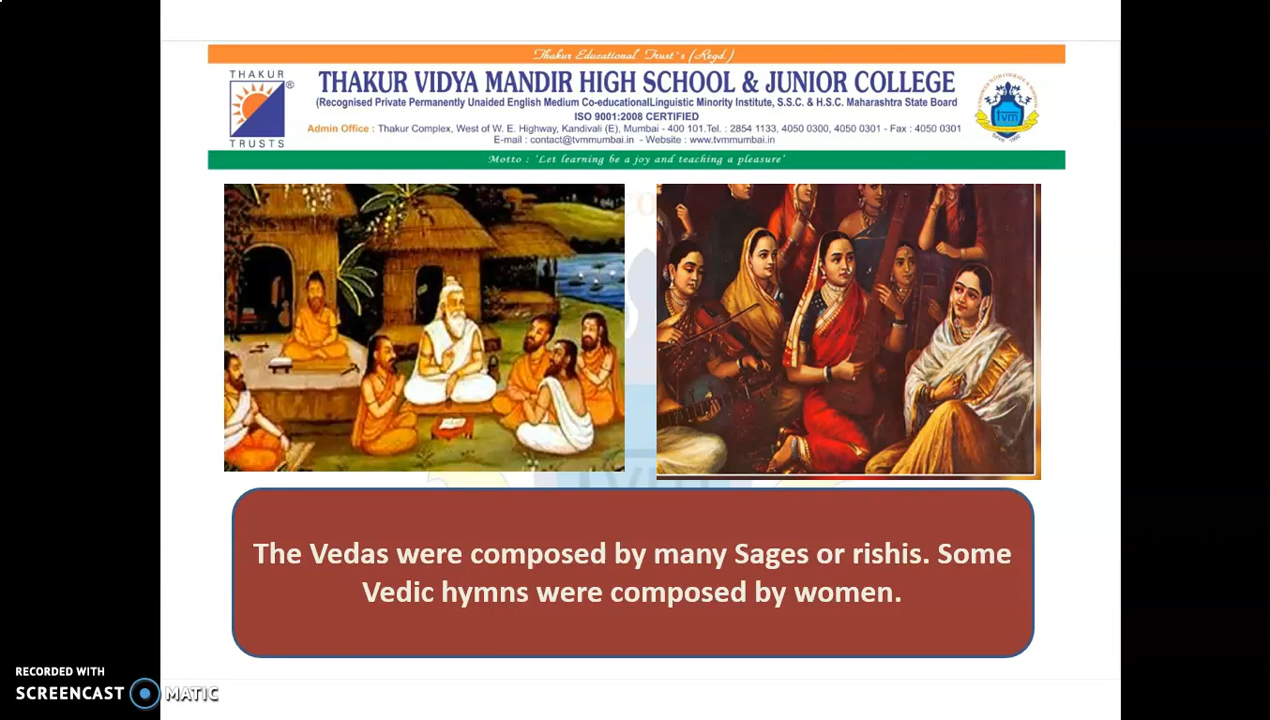 Thakur Educational Trust's (Regd.)
THAKUR
TRUSTS
THAKUR VIDYA MANDIR HIGH SCHOOL & JUNIOR COLLEGE
(Recognised Private Permanently Unaided English Medium Co-educationalLinguistic Minority Institute, S.S.C. & H.S.C. Maharashtra State Board
ISO 9001:2008 CERTIFIED
Admin Office : Thakur Complex, West of W. E. Highway, Kandivali (E), Mumbai - 400 101.Tel. : 2854 1133, 4050 0300, 4050 0301 - Fax : 4050 0301
E-mail : contact@tvmmumbai.in - Website : www.tvmmumbai.in
tvm
Motto : 'Let learning be a joy and teaching a pleasure'
The Vedas were composed by many Sages or rishis. Some
Vedic hymns were composed by women.
RECORDED WITH
SCREENCAST MATIC